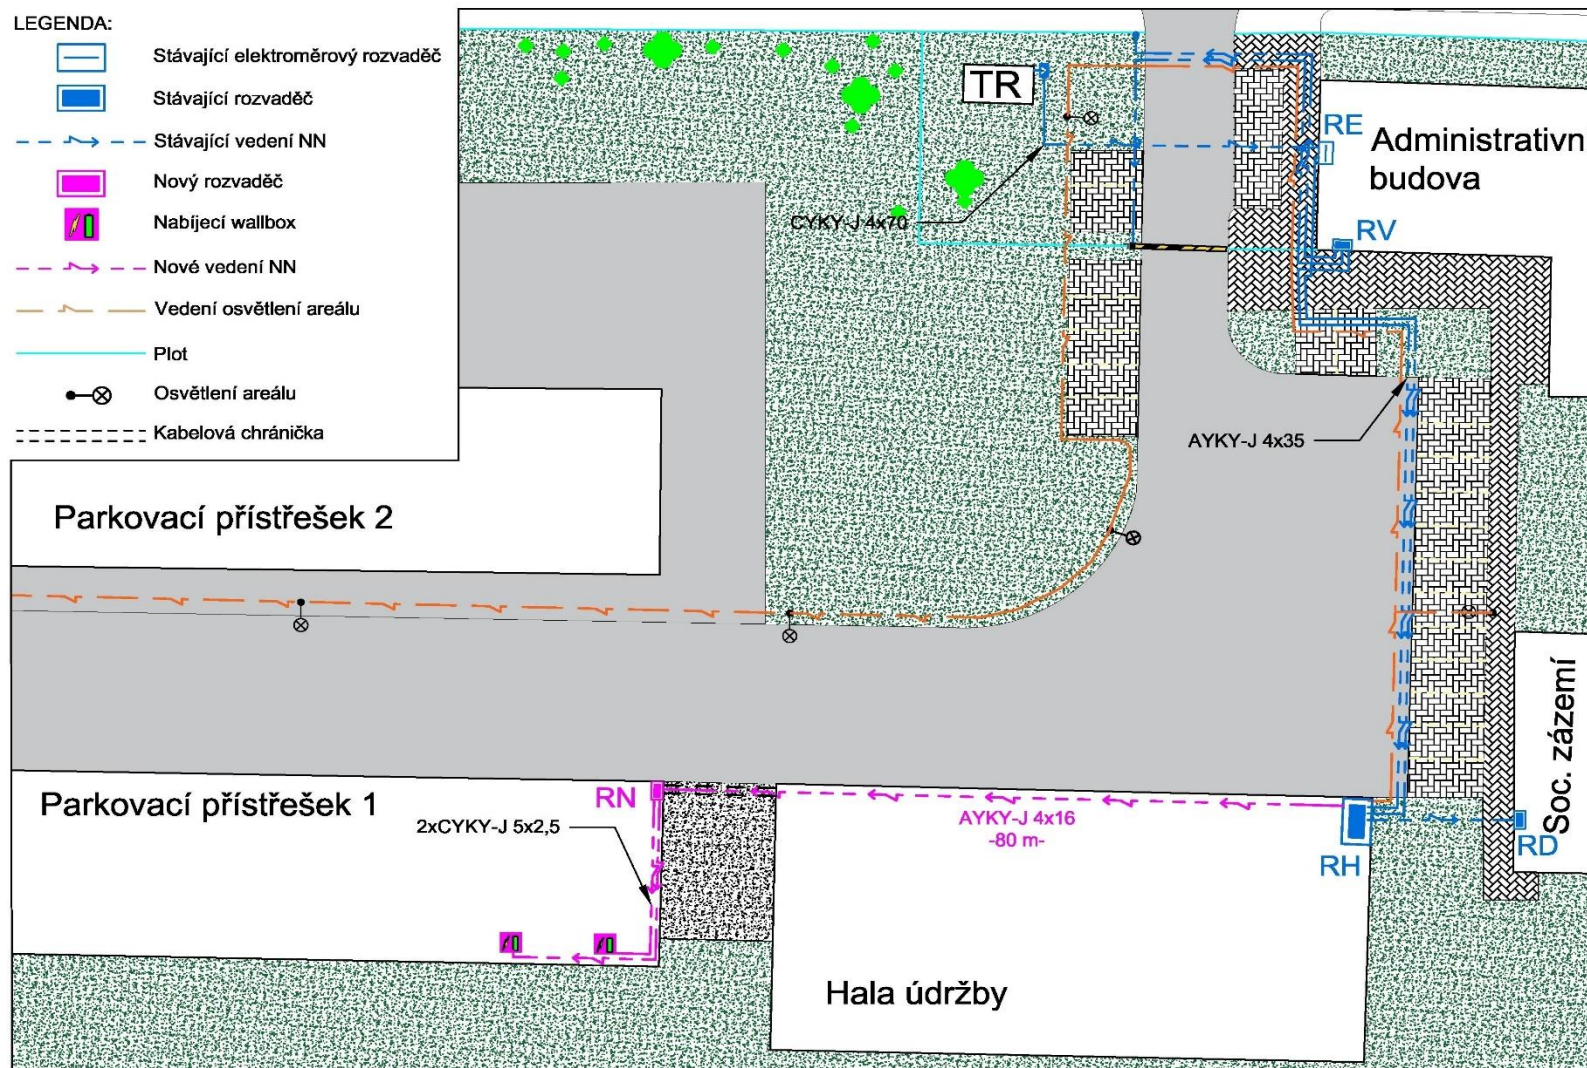 LEGENDA:
Stávající elektroměrový rozvaděč
Stávající rozvaděč
Stávající vedení NN
Nový rozvaděč
Nabíjecí wallbox
Nové vedení NN
Vedení osvětlení areálu
Plot
Osvětlení areálu
Kabelová chránička
TR
RE
Administrativn
budova
RV
CYKY-J 4x70
AYKY-J 4x35
Parkovací přístřešek 2
Soc. zázemí
Parkovací přístřešek 1
RN
2xCYKY-J 5x2,5
AYKY-J 4x16
-80 m-
RH
RD
Hala údržby